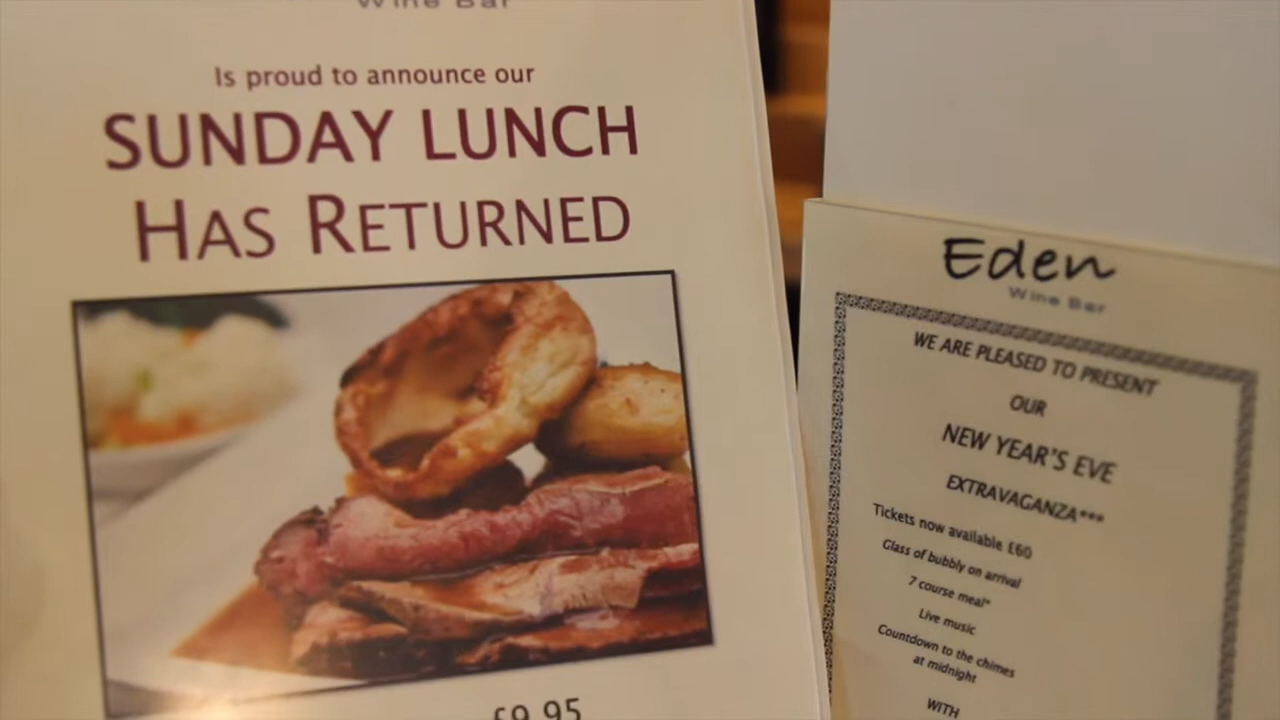 Wine Bar
Is proud to announce our
SUNDAY LUNCH
HAS RETURNED
£9.95
Eden
Wine Bar
WE ARE PLEASED TO PRESENT
OUR
NEW YEAR'S EVE
EXTRAVAGANZA***
Tickets now available £60
Glass of bubbly on arrival
7 course meal*
Live music
Countdown to the chimes
at midnight
WITH